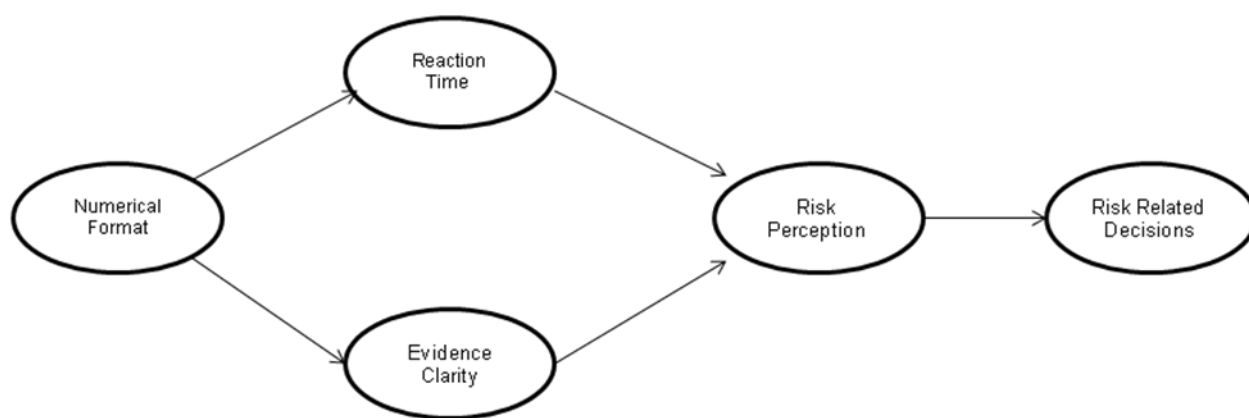 Reaction
Time
Numerical
Format
Risk
Perception
Risk Related
Decisions
Evidence
Clarity